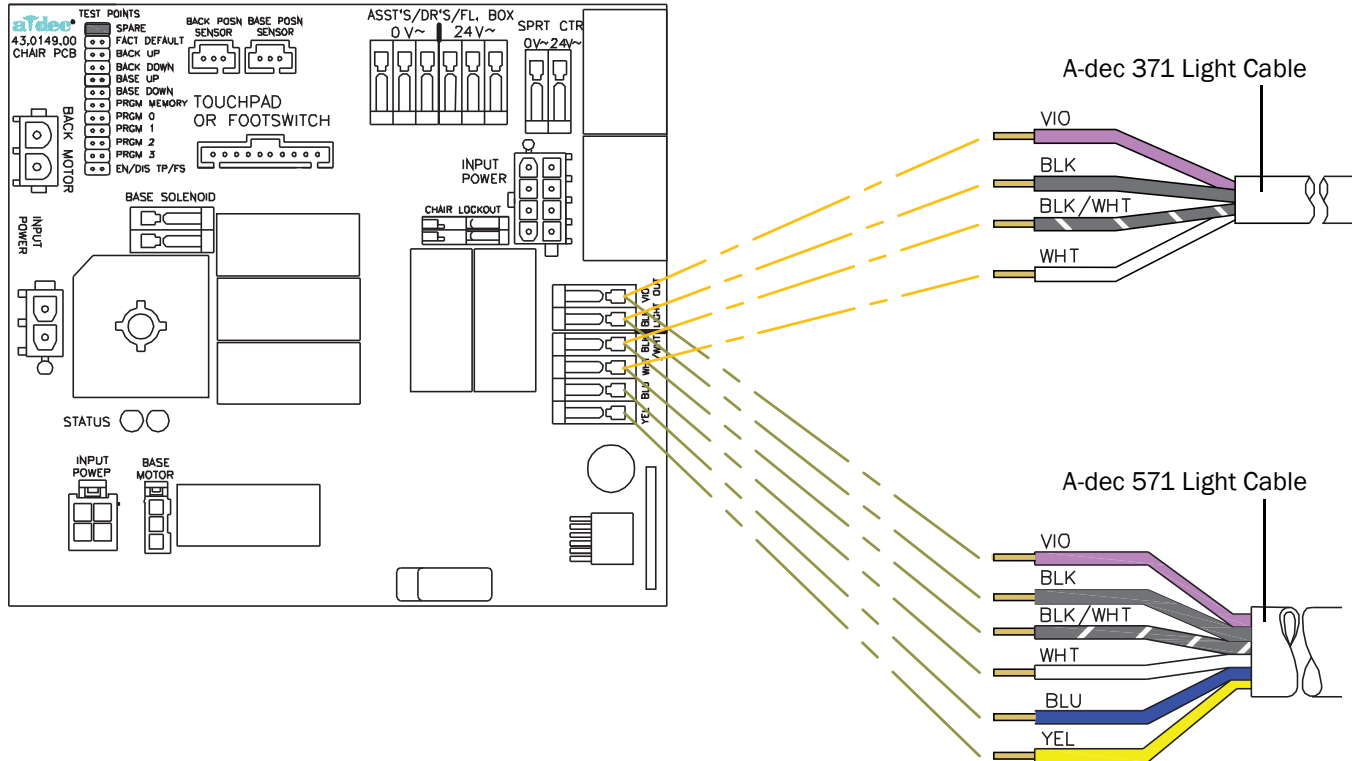 TEST POINTS
a-dec
43.0149.00
CHAIR PCB
SPARE
FACT DEFAULT
BACK UP
BACK DOWN
BASE UP
BASE DOWN
PRGM MEMORY
PRGM 0
PRGM 1
PRGM 2
PRGM 3
EN/DIS TP/FS
BACK POSN
SENSOR
BASE POSN
SENSOR
ASST'S/DR'S/FL. BOX
0 V~ 24V~
SPRT CTR
0V~ 24V~
TOUCHPAD
OR FOOTSWITCH
BACK MOTOR
INPUT
POWER
BASE SOLENOID
CHAIR LOCKOUT
INPUT
POWER
VIO
BLK
BLK
/WHT
WHT
BLU
YEL
LIGHT OUT
STATUS
INPUT
POWEP
BASE
MOTOR
A-dec 371 Light Cable
VIO
BLK
BLK/WHT
WHT
A-dec 571 Light Cable
VIO
BLK
BLK/WHT
WHT
BLU
YEL